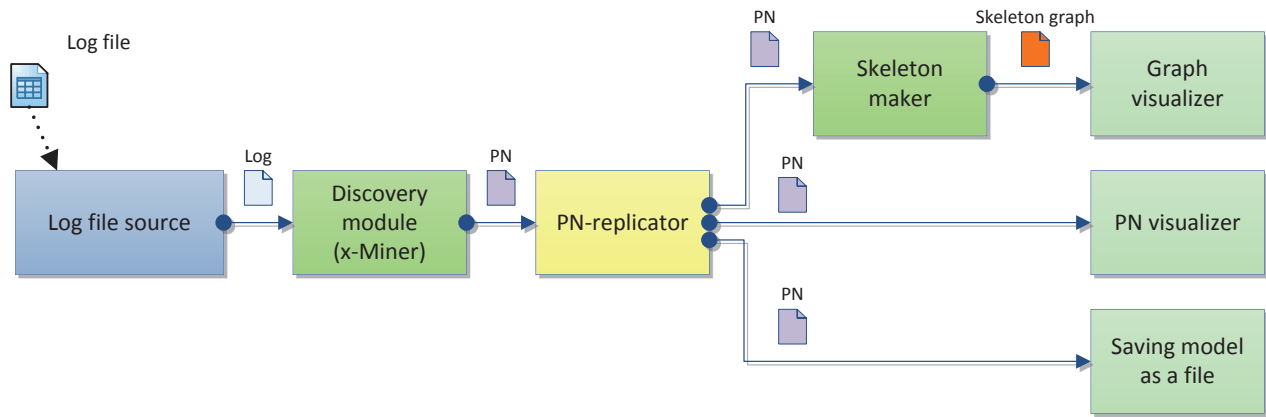 Log file
PN
Skeleton graph
Skeleton
maker
Graph
visualizer
Log
PN
PN
Log file source
Discovery
module
(x-Miner)
PN-replicator
PN visualizer
PN
Saving model
as a file